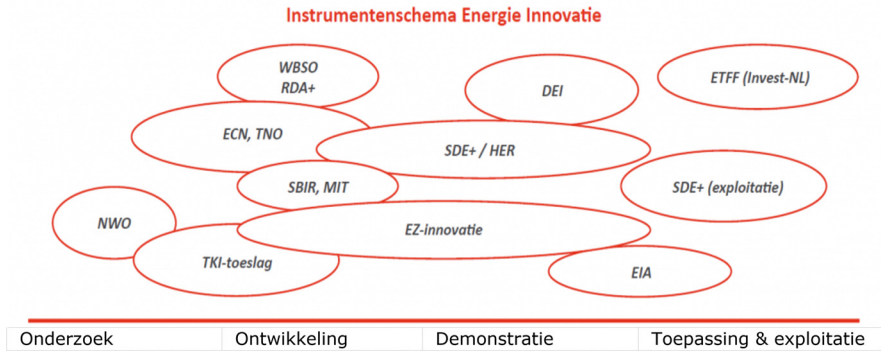 Instrumentenschema Energie Innovatie
WBSO
RDA+
DEI
ETFF (Invest-NL)
ECN, TNO
SDE+ / HER
SBIR, MIT
SDE+ (exploitatie)
NWO
EZ-innovatie
TKI-toeslag
EIA
Onderzoek
Ontwikkeling
Demonstratie
Toepassing & exploitatie